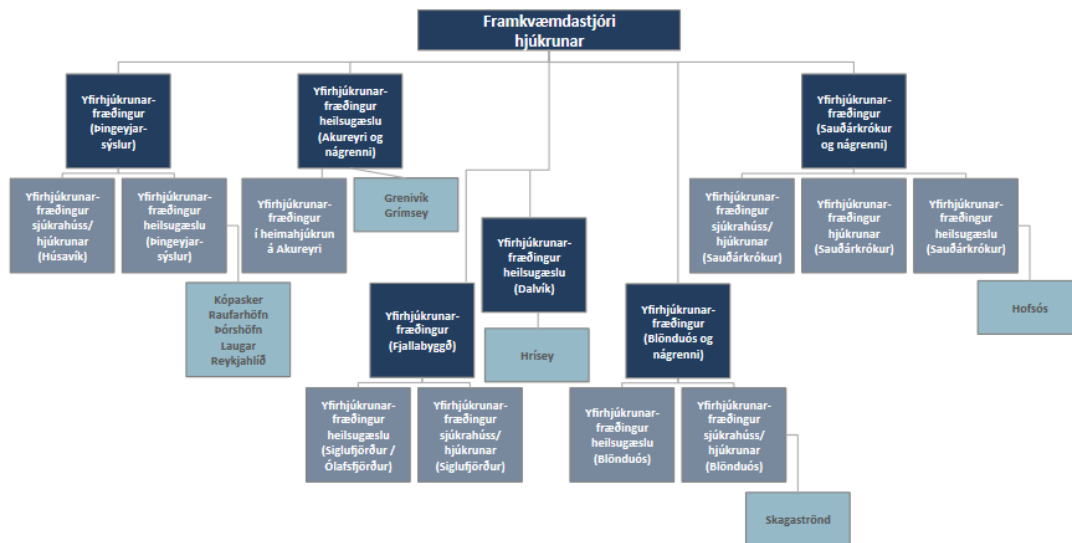 Framkvæmdastjóri
hjúkrunar
Yfirhjúkrunar-
fræðingur
(Þingeyjar-
sýslur)
Yfirhjúkrunar-
fræðingur
heilsugæslu
(Akureyri og
nágrenni)
Yfirhjúkrunar-
fræðingur
(Sauðárkrókur
og nágrenni)
Yfirhjúkrunar-
fræðingur
sjúkrahúss/
hjúkrunar
(Húsavík)
Yfirhjúkrunar-
fræðingur
heilsugæslu
(Þingeyjar-
sýslur)
Yfirhjúkrunar-
fræðingur
í heimahjúkrun
á Akureyri
Grenivík
Grímsey
Yfirhjúkrunar-
fræðingur
heilsugæslu
(Dalvík)
Yfirhjúkrunar-
fræðingur
sjúkrahúss/
hjúkrunar
(Sauðárkrókur)
Yfirhjúkrunar-
fræðingur
hjúkrunar
(Sauðárkrókur)
Yfirhjúkrunar-
fræðingur
heilsugæslu
(Sauðárkrókur)
Kópasker
Raufarhöfn
Þórshöfn
Laugar
Reykjahlíð
Yfirhjúkrunar-
fræðingur
(Fjallabyggð)
Hrísey
Yfirhjúkrunar-
fræðingur
(Blönduós og
nágrenni)
Hofsós
Yfirhjúkrunar-
fræðingur
heilsugæslu
(Siglufjörður /
Ólafsfjörður)
Yfirhjúkrunar-
fræðingur
sjúkrahúss/
hjúkrunar
(Siglufjörður)
Yfirhjúkrunar-
fræðingur
heilsugæslu
(Blönduós)
Yfirhjúkrunar-
fræðingur
sjúkrahúss/
hjúkrunar
(Blönduós)
Skagaströnd